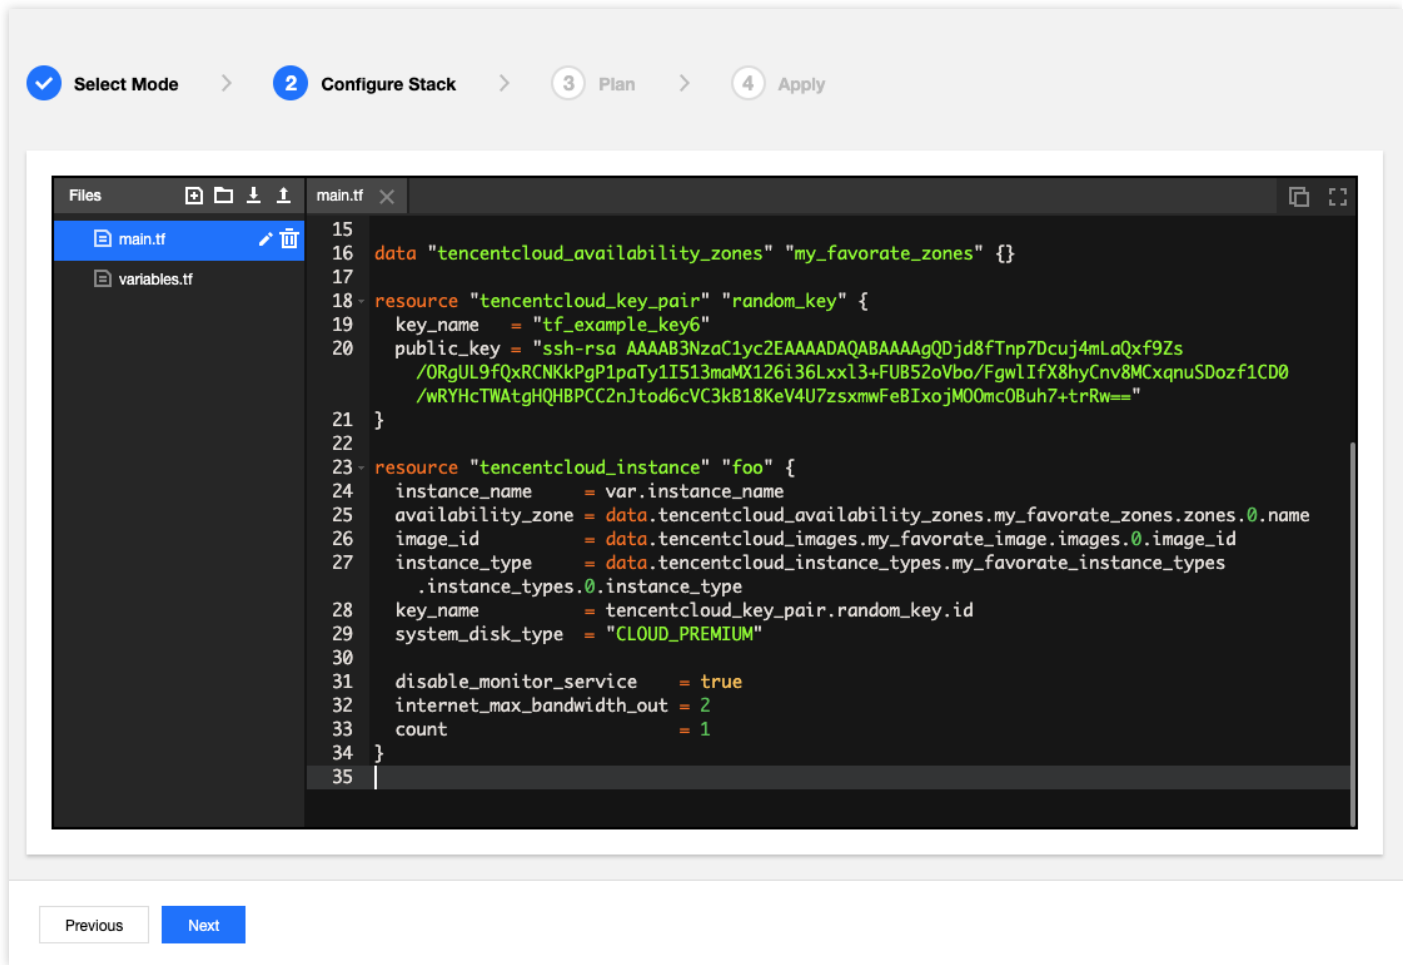 Select Mode
2 Configure Stack
3 Plan
4 Apply
Files
main.tf
main.tf
variables.tf
15
16 data "tencentcloud_availability_zones" "my_favorate_zones" {}
17
18 resource "tencentcloud_key_pair" "random_key" {
19 key_name = "tf_example_key6"
20 public_key = "ssh-rsa AAAAB3NzaC1yc2EAAAADAQABAAAAgQDjd8fTnp7Dcuj4mLaQxf9Zs
/ORgUL9fQxRCNKkPgP1paTy1I513maMX126i36Lxxl3+FUB52oVbo/FgwlIfX8hyCnv8MCxqnuSDozf1CD0
/wRYHcTWAtgHQHBPCC2nJtod6cVC3kB18KeV4U7zsxmwFeBIxojMOOmcOBuh7+trRw=="
21 }
22
23 resource "tencentcloud_instance" "foo" {
24 instance_name = var.instance_name
25 availability_zone = data.tencentcloud_availability_zones.my_favorate_zones.zones.0.name
26 image_id = data.tencentcloud_images.my_favorate_image.images.0.image_id
27 instance_type = data.tencentcloud_instance_types.my_favorate_instance_types
.instance_types.0.instance_type
28 key_name = tencentcloud_key_pair.random_key.id
29 system_disk_type = "CLOUD_PREMIUM"
30
31 disable_monitor_service = true
32 internet_max_bandwidth_out = 2
33 count = 1
34 }
35
Previous
Next